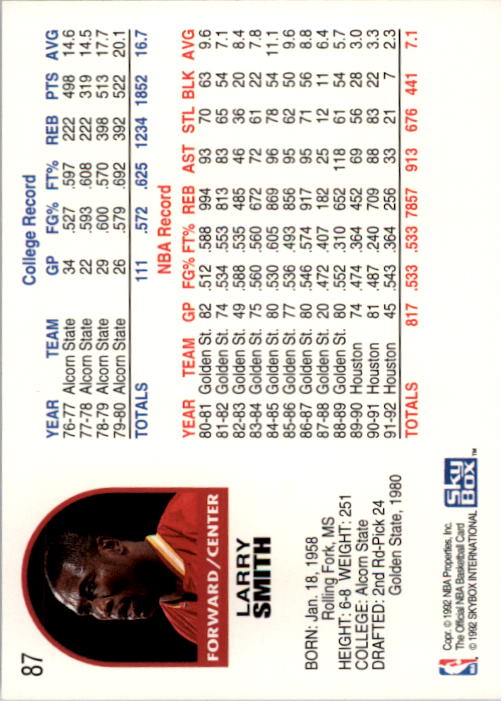 87
FORWARD/CENTER
LARRY
SMITH
BORN: Jan. 18, 1958
Rolling Fork, MS
HEIGHT: 6-8 WEIGHT: 251
COLLEGE: Alcorn State
DRAFTED: 2nd Rd-Pick 24
Golden State, 1980
Copr. © 1992 NBA Properties, Inc.
The Official NBA Basketball Card
© 1992 SKYBOX INTERNATIONAL
SKY
BOX™
College Record
YEAR TEAM GP FG% FT% REB PTS AVG
76-77 Alcorn State 34 .527 .597 222 498 14.6
77-78 Alcorn State 22 .593 .608 222 319 14.5
78-79 Alcorn State 29 .600 .570 398 513 17.7
79-80 Alcorn State 26 .579 .692 392 522 20.1
TOTALS 111 .572 .625 1234 1852 16.7
NBA Record
YEAR TEAM GP FG% FT% REB AST STL BLK AVG
80-81 Golden St. 82 .512 .588 994 93 70 63 9.6
81-82 Golden St. 74 .534 .553 813 83 65 54 7.1
82-83 Golden St. 49 .588 .535 485 46 36 20 8.4
83-84 Golden St. 75 .560 .560 672 72 61 22 7.8
84-85 Golden St. 80 .530 .605 869 96 78 54 11.1
85-86 Golden St. 77 .536 .493 856 95 62 50 9.6
86-87 Golden St. 80 .546 .574 917 95 71 56 8.8
87-88 Golden St. 20 .472 .407 182 25 12 11 6.4
88-89 Golden St. 80 .552 .310 652 118 61 54 5.7
89-90 Houston 74 .474 .364 452 69 56 28 3.0
90-91 Houston 81 .487 .240 709 88 83 22 3.3
91-92 Houston 45 .543 .364 256 33 21 7 2.3
TOTALS 817 .533 .533 7857 913 676 441 7.1